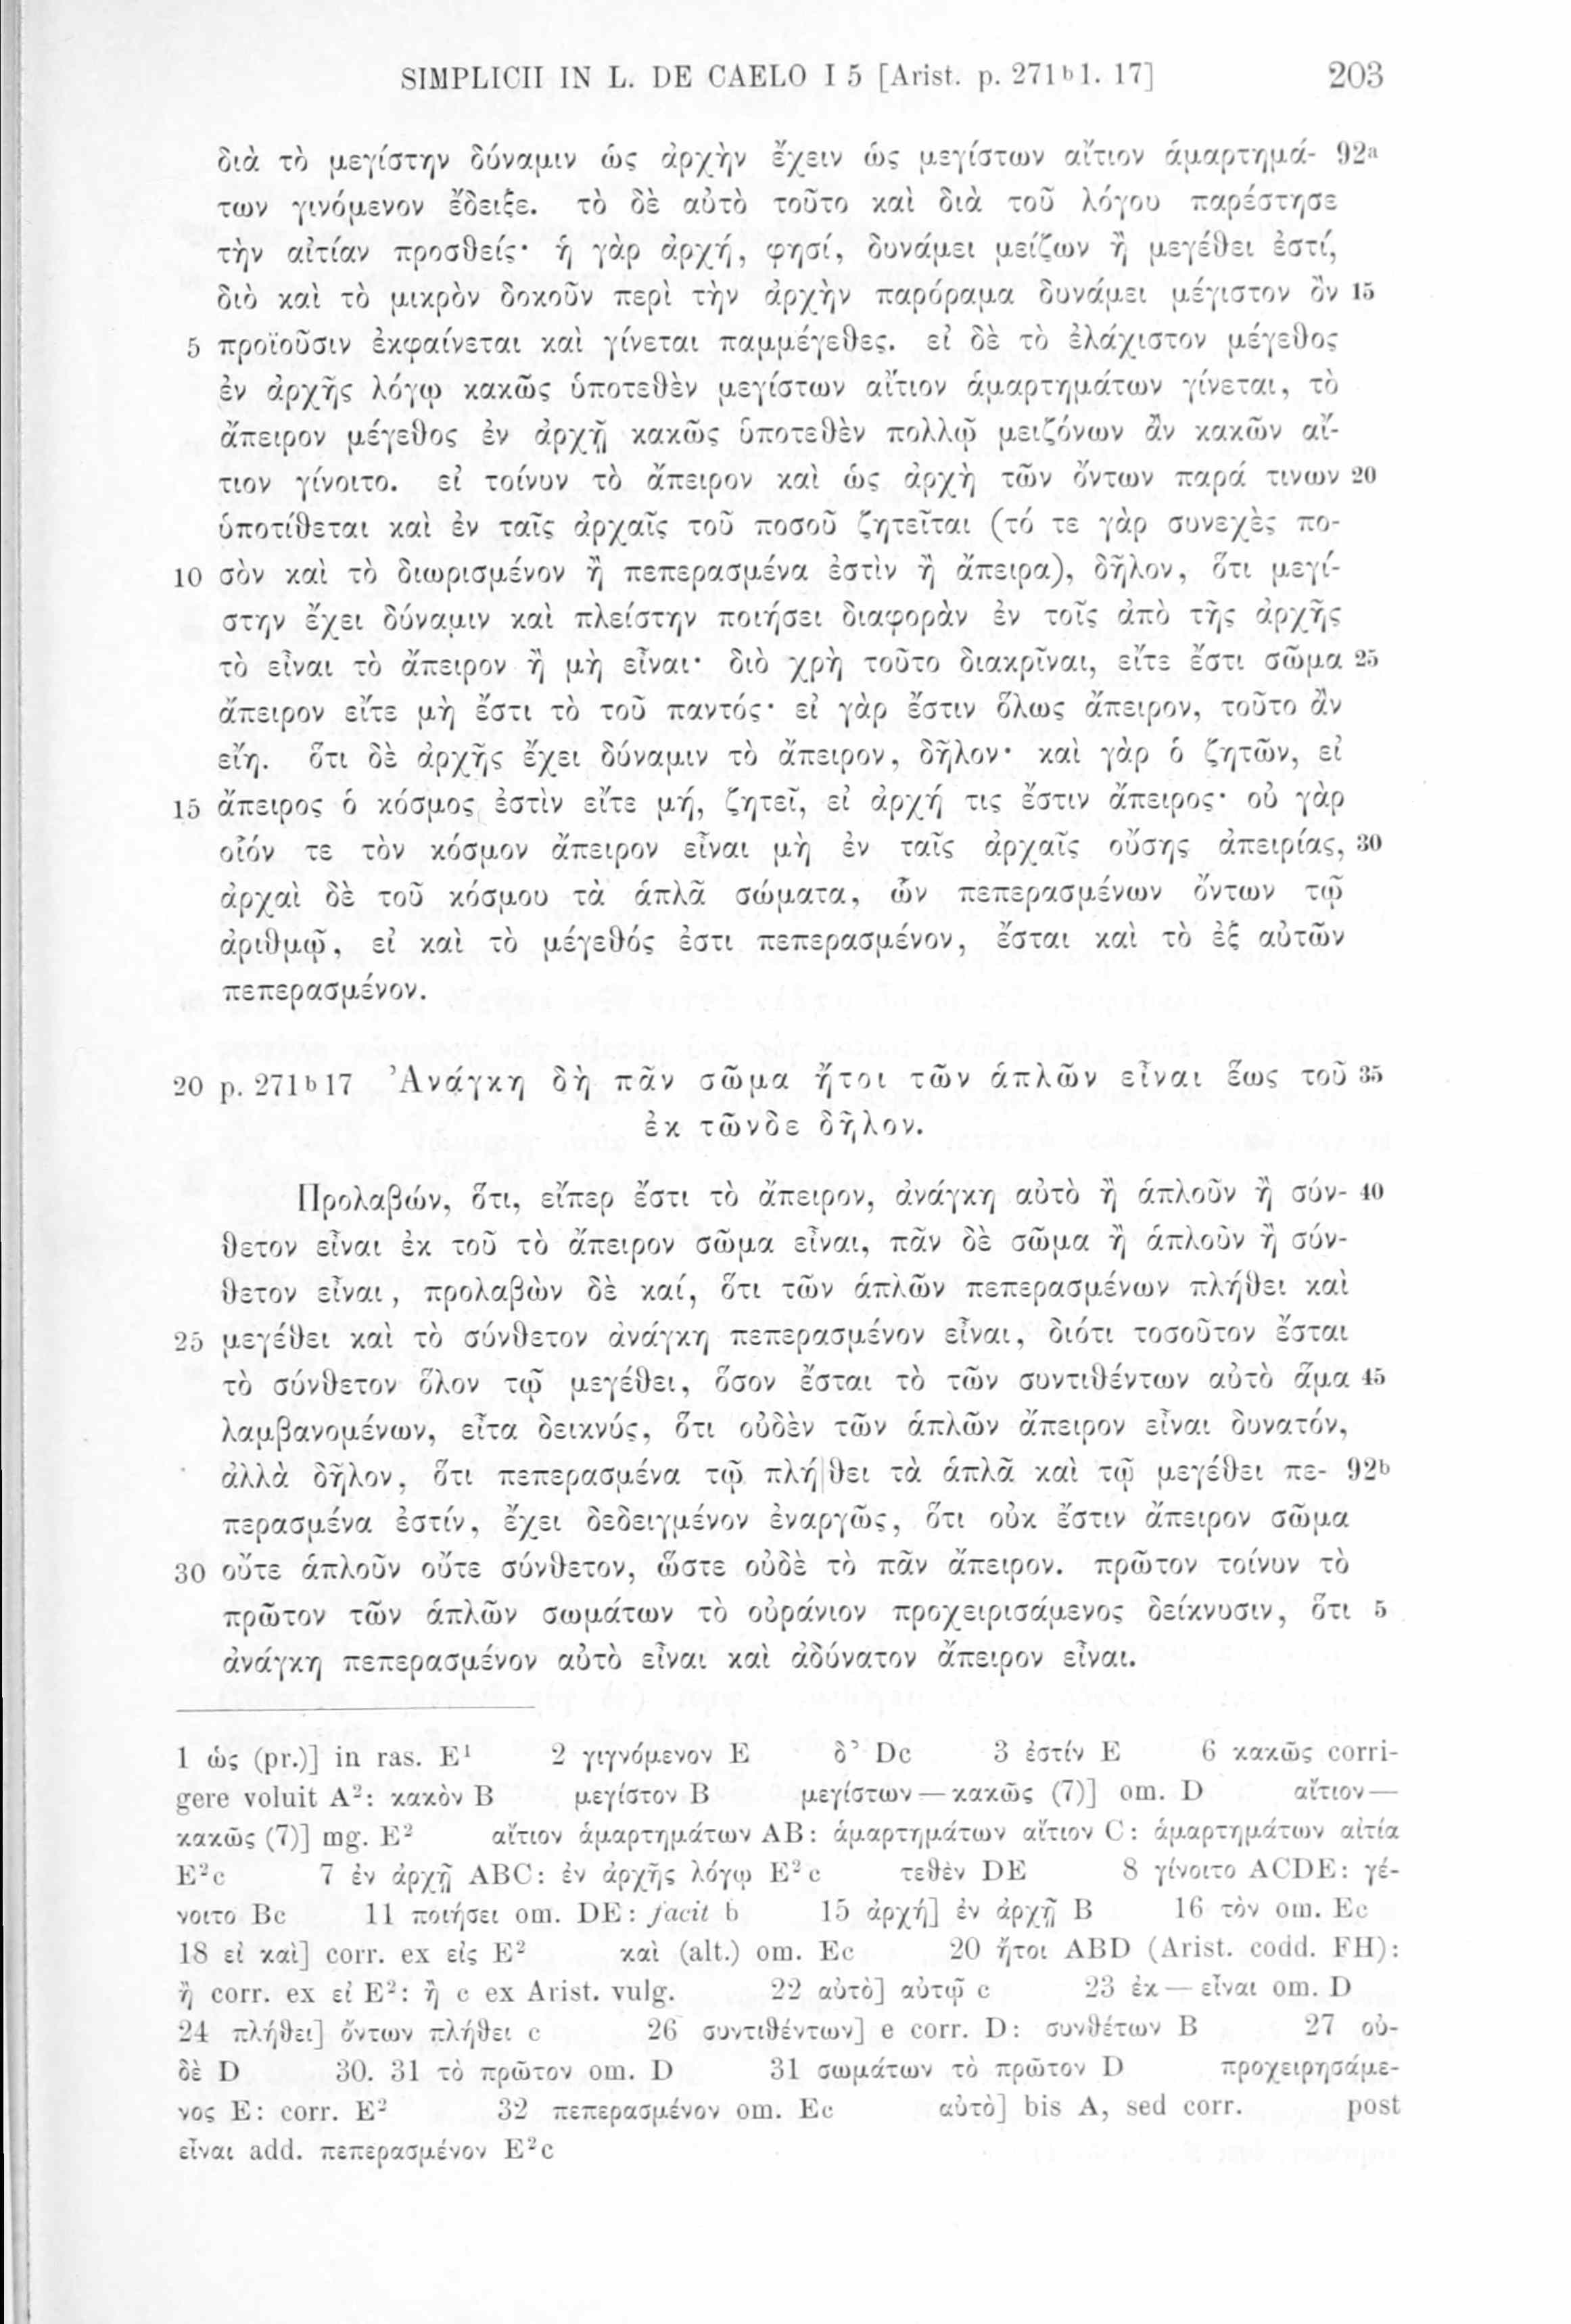 SIMPLICII IN L. DE CAELO I 5 [Arist. p. 271b1. 17] 203
διὰ τὸ μεγίστην δύναμιν ὡς ἀρχὴν ἔχειν ὡς μεγίστων αἴτιον ἁμαρτημά- 92a
των γινόμενον ἔδειξε. τὸ δὲ αὐτὸ τοῦτο καὶ διὰ τοῦ λόγου παρέστησε
τὴν αἰτίαν προσθείς· ἡ γὰρ ἀρχή, φησί, δυνάμει μείζων ἢ μεγέθει ἐστί,
διὸ καὶ τὸ μικρὸν δοκοῦν περὶ τὴν ἀρχὴν παρόραμα δυνάμει μέγιστον ὂν 15
5 προϊοῦσιν ἐκφαίνεται καὶ γίνεται παμμέγεθες. εἰ δὲ τὸ ἐλάχιστον μέγεθος
ἐν ἀρχῆς λόγῳ κακῶς ὑποτεθὲν μεγίστων αἴτιον ἁμαρτημάτων γίνεται, τὸ
ἄπειρον μέγεθος ἐν ἀρχῇ κακῶς ὑποτεθὲν πολλῷ μειζόνων ἂν κακῶν αἴ-
τιον γίνοιτο. εἰ τοίνυν τὸ ἄπειρον καὶ ὡς ἀρχὴ τῶν ὄντων παρά τινων 20
ὑποτίθεται καὶ ἐν ταῖς ἀρχαῖς τοῦ ποσοῦ ζητεῖται (τό τε γὰρ συνεχὲς πο-
10 σὸν καὶ τὸ διωρισμένον ἢ πεπερασμένα ἐστὶν ἢ ἄπειρα), δῆλον, ὅτι μεγί-
στην ἔχει δύναμιν καὶ πλείστην ποιήσει διαφορὰν ἐν τοῖς ἀπὸ τῆς ἀρχῆς
τὸ εἶναι τὸ ἄπειρον ἢ μὴ εἶναι· διὸ χρὴ τοῦτο διακρῖναι, εἴτε ἔστι σῶμα 25
ἄπειρον εἴτε μὴ ἔστι τὸ τοῦ παντός· εἰ γὰρ ἔστιν ὅλως ἄπειρον, τοῦτο ἂν
εἴη. ὅτι δὲ ἀρχῆς ἔχει δύναμιν τὸ ἄπειρον, δῆλον· καὶ γὰρ ὁ ζητῶν, εἰ
15 ἄπειρος ὁ κόσμος ἐστὶν εἴτε μή, ζητεῖ, εἰ ἀρχή τις ἔστιν ἄπειρος· οὐ γὰρ
οἷόν τε τὸν κόσμον ἄπειρον εἶναι μὴ ἐν ταῖς ἀρχαῖς οὔσης ἀπειρίας, 30
ἀρχαὶ δὲ τοῦ κόσμου τὰ ἁπλᾶ σώματα, ὧν πεπερασμένων ὄντων τῷ
ἀριθμῷ, εἰ καὶ τὸ μέγεθός ἐστι πεπερασμένον, ἔσται καὶ τὸ ἐξ αὐτῶν
πεπερασμένον.
20 p. 271b17 Ἀνάγκη δὴ πᾶν σῶμα ἤτοι τῶν ἁπλῶν εἶναι ἕως τοῦ 35
ἐκ τῶνδε δῆλον.
Προλαβών, ὅτι, εἴπερ ἔστι τὸ ἄπειρον, ἀνάγκη αὐτὸ ἢ ἁπλοῦν ἢ σύν- 40
θετον εἶναι ἐκ τοῦ τὸ ἄπειρον σῶμα εἶναι, πᾶν δὲ σῶμα ἢ ἁπλοῦν ἢ σύν-
θετον εἶναι, προλαβὼν δὲ καί, ὅτι τῶν ἁπλῶν πεπερασμένων πλήθει καὶ
25 μεγέθει καὶ τὸ σύνθετον ἀνάγκη πεπερασμένον εἶναι, διότι τοσοῦτον ἔσται
τὸ σύνθετον ὅλον τῷ μεγέθει, ὅσον ἔσται τὸ τῶν συντιθέντων αὐτὸ ἅμα 45
λαμβανομένων, εἶτα δεικνύς, ὅτι οὐδὲν τῶν ἁπλῶν ἄπειρον εἶναι δυνατόν,
ἀλλὰ δῆλον, ὅτι πεπερασμένα τῷ πλή|θει τὰ ἁπλᾶ καὶ τῷ μεγέθει πε- 92b
περασμένα ἐστίν, ἔχει δεδειγμένον ἐναργῶς, ὅτι οὐκ ἔστιν ἄπειρον σῶμα
30 οὔτε ἁπλοῦν οὔτε σύνθετον, ὥστε οὐδὲ τὸ πᾶν ἄπειρον. πρῶτον τοίνυν τὸ
πρῶτον τῶν ἁπλῶν σωμάτων τὸ οὐράνιον προχειρισάμενος δείκνυσιν, ὅτι 5
ἀνάγκη πεπερασμένον αὐτὸ εἶναι καὶ ἀδύνατον ἄπειρον εἶναι.
1 ὡς (pr.)] in ras. E¹ 2 γιγνόμενον E δ’ Dc 3 ἐστίν E 6 κακῶς corri-
gere voluit A²: κακὸν B μεγίστον B μεγίστων — κακῶς (7)] om. D αἴτιον —
κακῶς (7)] mg. E² αἴτιον ἁμαρτημάτων AB: ἁμαρτημάτων αἴτιον C: ἁμαρτημάτων αἰτία
E²c 7 ἐν ἀρχῇ ABC: ἐν ἀρχῆς λόγῳ E²c τεθὲν DE 8 γίνοιτο ACDE: γέ-
νοιτο Bc 11 ποιήσει om. DE: facit b 15 ἀρχή] ἐν ἀρχῇ B 16 τὸν om. Ec
18 εἰ καὶ] corr. ex εἰς E² καὶ (alt.) om. Ec 20 ἤτοι ABD (Arist. codd. FH):
ἢ corr. ex εἰ E²: ἢ c ex Arist. vulg. 22 αὐτὸ] αὐτῷ c 23 ἐκ — εἶναι om. D
24 πλήθει] ὄντων πλήθει c 26 συντιθέντων] e corr. D: συνθέτων B 27 οὐ-
δὲ D 30. 31 τὸ πρῶτον om. D 31 σωμάτων τὸ πρῶτον D προχειρησάμε-
νος E: corr. E² 32 πεπερασμένον om. Ec αὐτὸ] bis A, sed corr. post
εἶναι add. πεπερασμένον E²c